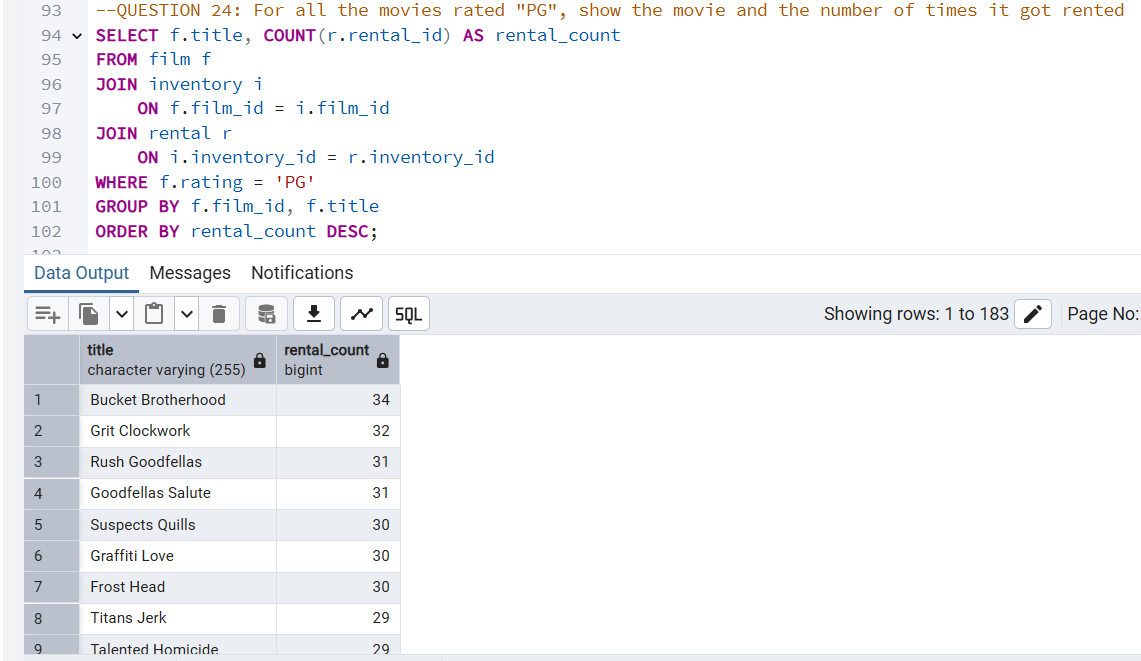 93 --QUESTION 24: For all the movies rated "PG", show the movie and the number of times it got rented
94 SELECT f.title, COUNT(r.rental_id) AS rental_count
95 FROM film f
96 JOIN inventory i
97 ON f.film_id = i.film_id
98 JOIN rental r
99 ON i.inventory_id = r.inventory_id
100 WHERE f.rating = 'PG'
101 GROUP BY f.film_id, f.title
102 ORDER BY rental_count DESC;
103
Data Output Messages Notifications
SQL Showing rows: 1 to 183 Page No:
title rental_count
character varying (255) bigint
1 Bucket Brotherhood 34
2 Grit Clockwork 32
3 Rush Goodfellas 31
4 Goodfellas Salute 31
5 Suspects Quills 30
6 Graffiti Love 30
7 Frost Head 30
8 Titans Jerk 29
9 Talented Homicide 29